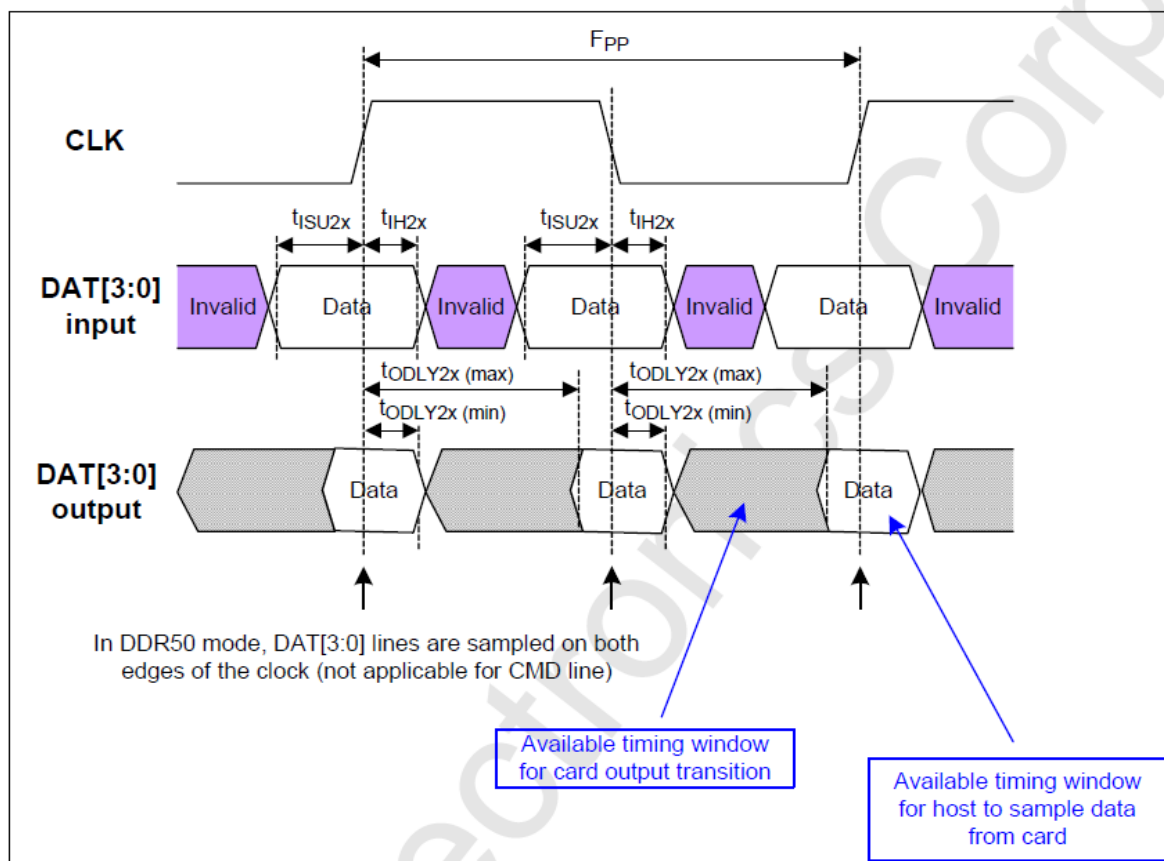 FPP
CLK
tISU2x
tIH2x
tISU2x
tIH2x
DAT[3:0]
input
Invalid
Data
Invalid
Data
Invalid
Data
Invalid
tODLY2x (max)
tODLY2x (max)
tODLY2x (min)
tODLY2x (min)
DAT[3:0]
output
Data
Data
Data
In DDR50 mode, DAT[3:0] lines are sampled on both
edges of the clock (not applicable for CMD line)
Available timing window
for card output transition
Available timing window
for host to sample data
from card
ectronics Corp